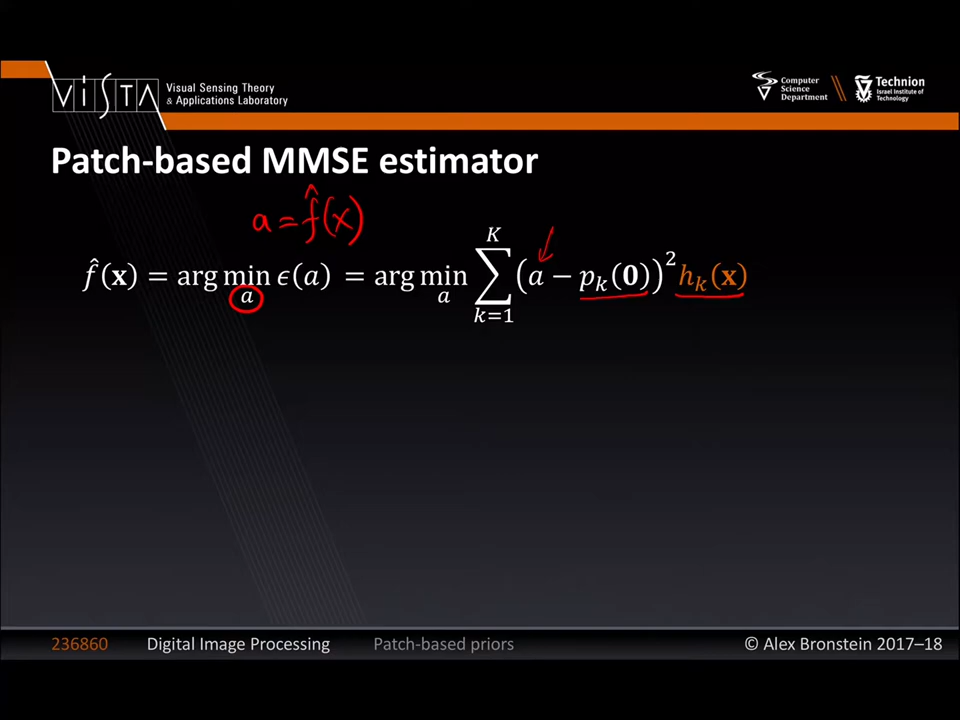 ViSTA
Visual Sensing Theory
& Applications Laboratory
Computer
Science
Department
Technion
Israel Institute of
Technology
Patch-based MMSE estimator
a = f̂(x)
f̂(𝐱) = arg min_a ϵ(a) = arg min_a ∑_{k=1}^{K} (a − p_k(𝟎))² h_k(𝐱)
236860 Digital Image Processing Patch-based priors © Alex Bronstein 2017–18